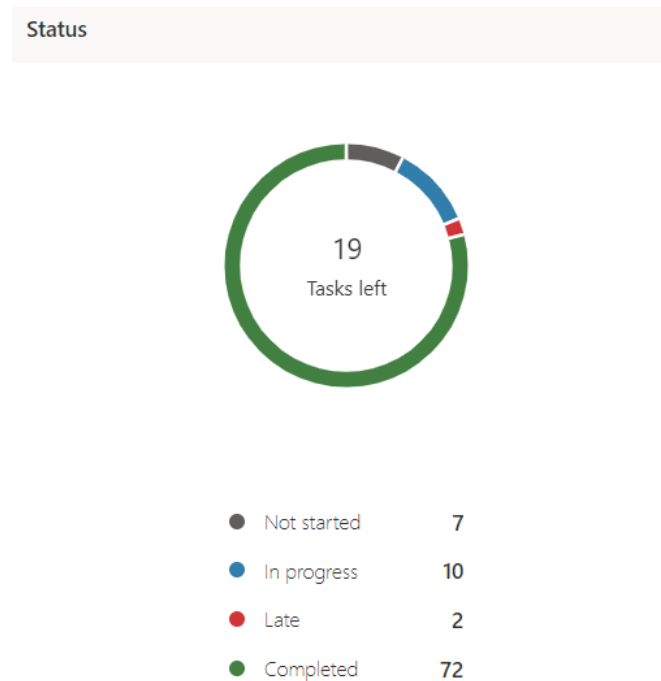 Status
19
Tasks left
Not started 7
In progress 10
Late 2
Completed 72